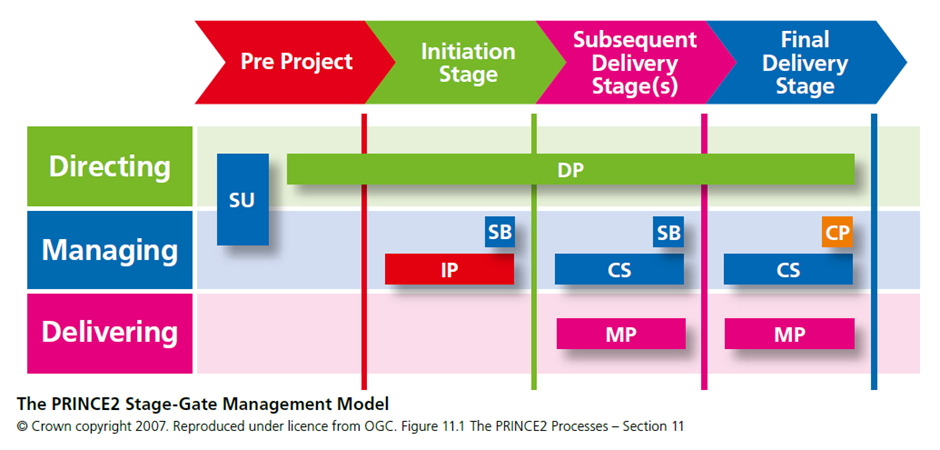 Pre Project
Initiation
Stage
Subsequent
Delivery
Stage(s)
Final
Delivery
Stage
Directing
SU
DP
Managing
SB
SB
CP
IP
CS
CS
Delivering
MP
MP
The PRINCE2 Stage-Gate Management Model
© Crown copyright 2007. Reproduced under licence from OGC. Figure 11.1 The PRINCE2 Processes – Section 11